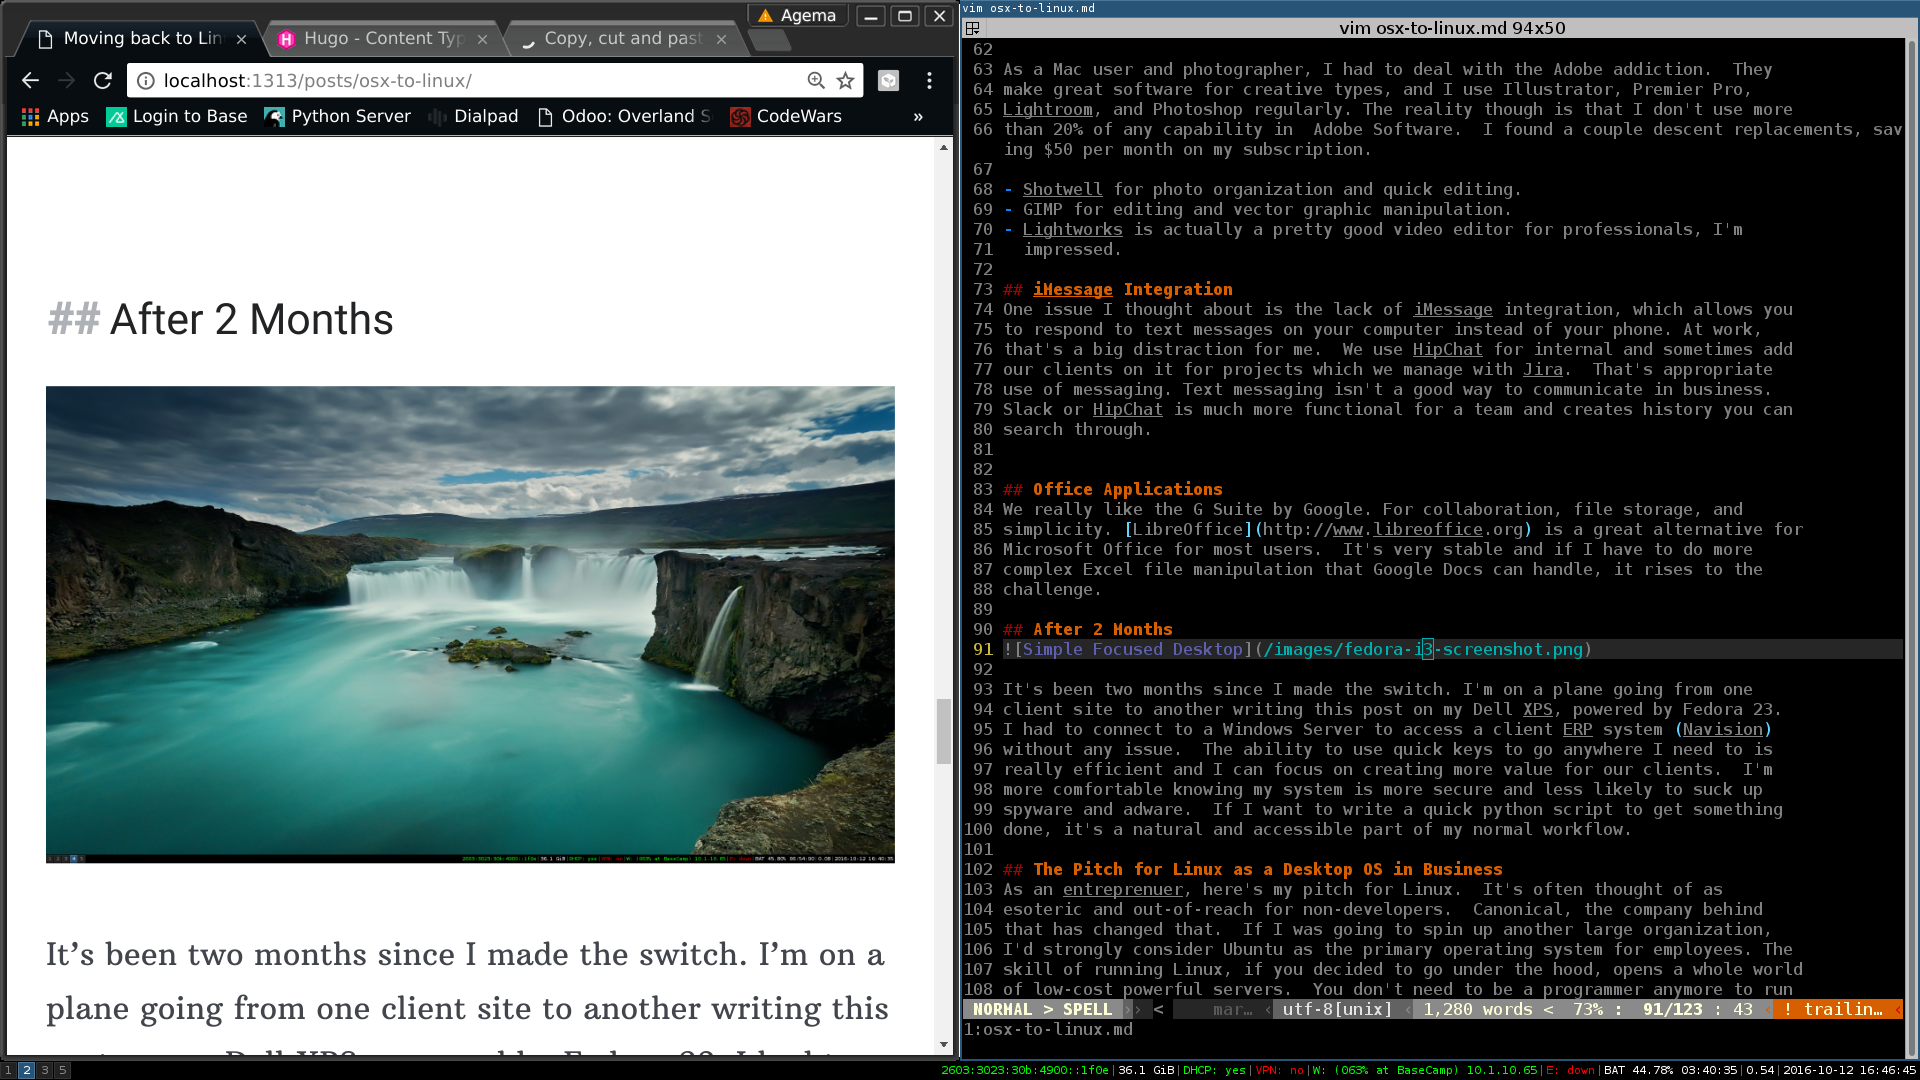 Agema
Moving back to Lin
Hugo - Content Typ
Copy, cut and past
localhost:1313/posts/osx-to-linux/
Apps
Login to Base
Python Server
Dialpad
Odoo: Overland S
CodeWars
»
## After 2 Months
It’s been two months since I made the switch. I’m on a
plane going from one client site to another writing this
vim osx-to-linux.md
vim osx-to-linux.md 94x50
62
63 As a Mac user and photographer, I had to deal with the Adobe addiction.  They
64 make great software for creative types, and I use Illustrator, Premier Pro,
65 Lightroom, and Photoshop regularly. The reality though is that I don't use more
66 than 20% of any capability in  Adobe Software.  I found a couple descent replacements, sav
ing $50 per month on my subscription.
67
68 - Shotwell for photo organization and quick editing.
69 - GIMP for editing and vector graphic manipulation.
70 - Lightworks is actually a pretty good video editor for professionals, I'm
71   impressed.
72
73 ## iMessage Integration
74 One issue I thought about is the lack of iMessage integration, which allows you
75 to respond to text messages on your computer instead of your phone. At work,
76 that's a big distraction for me.  We use HipChat for internal and sometimes add
77 our clients on it for projects which we manage with Jira.  That's appropriate
78 use of messaging. Text messaging isn't a good way to communicate in business.
79 Slack or HipChat is much more functional for a team and creates history you can
80 search through.
81
82
83 ## Office Applications
84 We really like the G Suite by Google. For collaboration, file storage, and
85 simplicity. [LibreOffice](http://www.libreoffice.org) is a great alternative for
86 Microsoft Office for most users.  It's very stable and if I have to do more
87 complex Excel file manipulation that Google Docs can handle, it rises to the
88 challenge.
89
90 ## After 2 Months
91 ![Simple Focused Desktop](/images/fedora-i3-screenshot.png)
92
93 It's been two months since I made the switch. I'm on a plane going from one
94 client site to another writing this post on my Dell XPS, powered by Fedora 23.
95 I had to connect to a Windows Server to access a client ERP system (Navision)
96 without any issue.  The ability to use quick keys to go anywhere I need to is
97 really efficient and I can focus on creating more value for our clients.  I'm
98 more comfortable knowing my system is more secure and less likely to suck up
99 spyware and adware.  If I want to write a quick python script to get something
100 done, it's a natural and accessible part of my normal workflow.
101
102 ## The Pitch for Linux as a Desktop OS in Business
103 As an entreprenuer, here's my pitch for Linux.  It's often thought of as
104 esoteric and out-of-reach for non-developers.  Canonical, the company behind
105 that has changed that.  If I was going to spin up another large organization,
106 I'd strongly consider Ubuntu as the primary operating system for employees. The
107 skill of running Linux, if you decided to go under the hood, opens a whole world
108 of low-cost powerful servers.  You don't need to be a programmer anymore to run
NORMAL > SPELL < mar… utf-8[unix] 1,280 words < 73% : 91/123 : 43 ! trailin…
1:osx-to-linux.md
1 2 3 5
2603:3023:30b:4900::1f0e|36.1 GiB|DHCP: yes|VPN: no|W: (063% at BaseCamp) 10.1.10.65|E: down|BAT 44.78% 03:40:35|0.54|2016-10-12 16:46:45